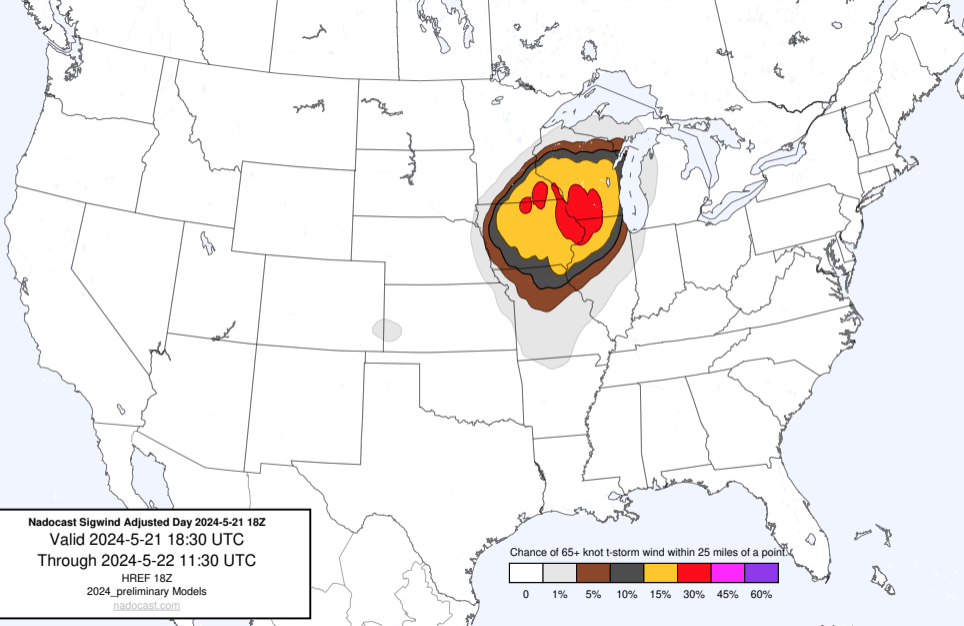 Nadocast Sigwind Adjusted Day 2024-5-21 18Z
Valid 2024-5-21 18:30 UTC
Through 2024-5-22 11:30 UTC
HREF 18Z
2024_preliminary Models
nadocast.com
Chance of 65+ knot t-storm wind within 25 miles of a point.
0 1% 5% 10% 15% 30% 45% 60%